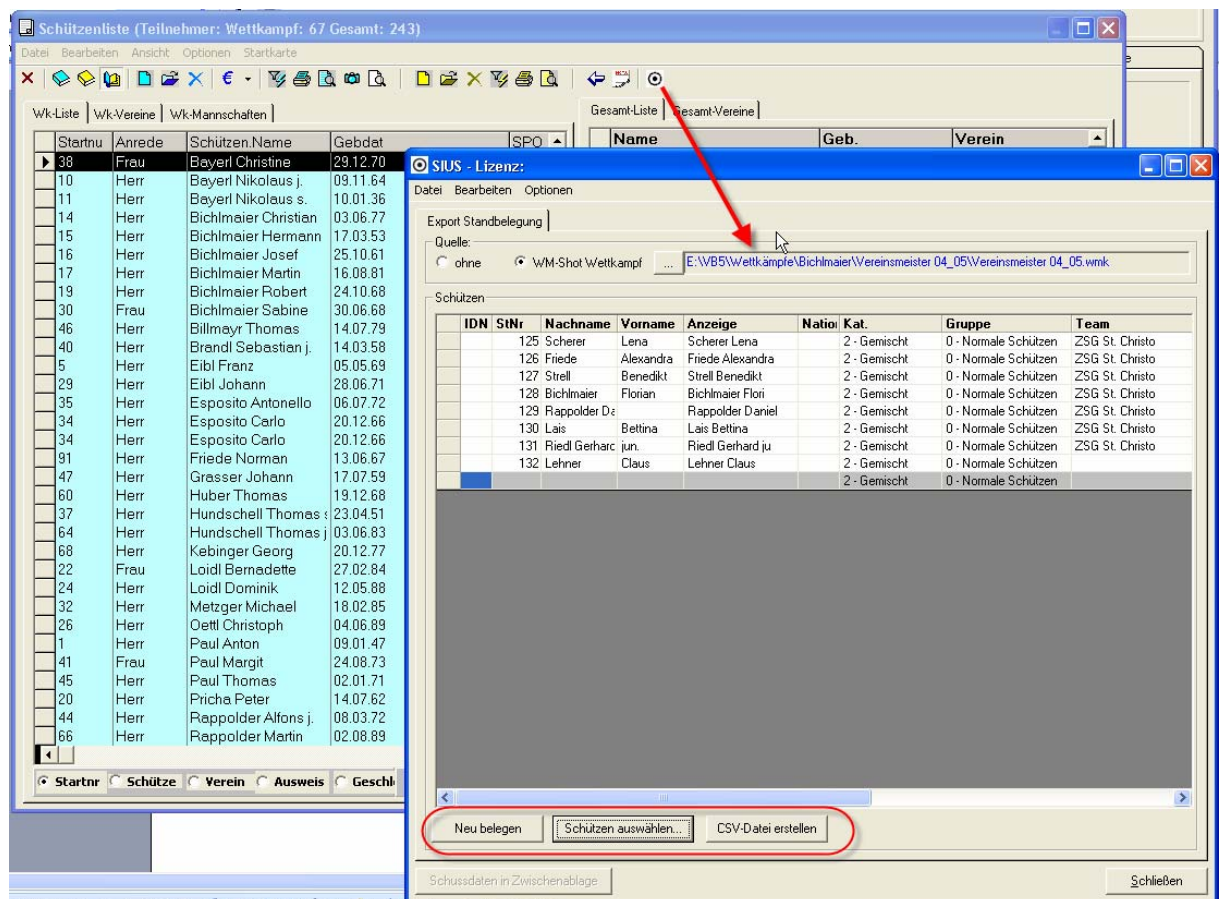 Schützenliste (Teilnehmer: Wettkampf: 67 Gesamt: 243)
Datei Bearbeiten Ansicht Optionen Startkarte
Wk-Liste Wk-Vereine Wk-Mannschaften
Gesamt-Liste Gesamt-Vereine
Startnu Anrede Schützen.Name Gebdat SPO
Name Geb. Verein
38 Frau Bayerl Christine 29.12.70
10 Herr Bayerl Nikolaus j. 09.11.64
11 Herr Bayerl Nikolaus s. 10.01.36
14 Herr Bichlmaier Christian 03.06.77
15 Herr Bichlmaier Hermann 17.03.53
16 Herr Bichlmaier Josef 25.10.61
17 Herr Bichlmaier Martin 16.08.81
19 Herr Bichlmaier Robert 24.10.68
30 Frau Bichlmaier Sabine 30.06.68
46 Herr Billmayr Thomas 14.07.79
40 Herr Brandl Sebastian j. 14.03.58
5 Herr Eibl Franz 05.05.69
29 Herr Eibl Johann 28.06.71
35 Herr Esposito Antonello 06.07.72
34 Herr Esposito Carlo 20.12.66
34 Herr Esposito Carlo 20.12.66
91 Herr Friede Norman 13.06.67
47 Herr Grasser Johann 17.07.59
60 Herr Huber Thomas 19.12.68
37 Herr Hundschell Thomas s 23.04.51
64 Herr Hundschell Thomas j 03.06.83
68 Herr Kebinger Georg 20.12.77
22 Frau Loidl Bernadette 27.02.84
24 Herr Loidl Dominik 12.05.88
32 Herr Metzger Michael 18.02.85
26 Herr Oettl Christoph 04.06.89
1 Herr Paul Anton 09.01.47
41 Frau Paul Margit 24.08.73
45 Herr Paul Thomas 02.01.71
20 Herr Pricha Peter 14.07.62
44 Herr Rappolder Alfons j. 08.03.72
66 Herr Rappolder Martin 02.08.89
Startnr Schütze Verein Ausweis Geschl
SIUS - Lizenz:
Datei Bearbeiten Optionen
Export Standbelegung
Quelle:
ohne WM-Shot Wettkampf ... E:\VB5\Wettkämpfe\Bichlmaier\Vereinsmeister 04_05\Vereinsmeister 04_05.wmk
Schützen
IDN StNr Nachname Vorname Anzeige Natio Kat. Gruppe Team
125 Scherer Lena Scherer Lena 2 - Gemischt 0 - Normale Schützen ZSG St. Christo
126 Friede Alexandra Friede Alexandra 2 - Gemischt 0 - Normale Schützen ZSG St. Christo
127 Strell Benedikt Strell Benedikt 2 - Gemischt 0 - Normale Schützen ZSG St. Christo
128 Bichlmaier Florian Bichlmaier Flori 2 - Gemischt 0 - Normale Schützen ZSG St. Christo
129 Rappolder Da Rappolder Daniel 2 - Gemischt 0 - Normale Schützen ZSG St. Christo
130 Lais Bettina Lais Bettina 2 - Gemischt 0 - Normale Schützen ZSG St. Christo
131 Riedl Gerharc jun. Riedl Gerhard ju 2 - Gemischt 0 - Normale Schützen ZSG St. Christo
132 Lehner Claus Lehner Claus 2 - Gemischt 0 - Normale Schützen
2 - Gemischt 0 - Normale Schützen
Neu belegen Schützen auswählen... CSV-Datei erstellen
Schussdaten in Zwischenablage Schließen